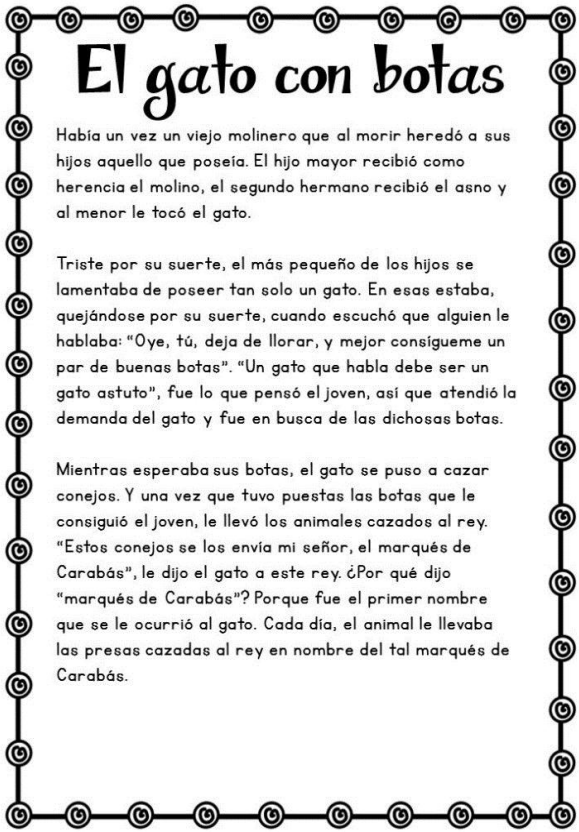 El gato con botas
Había un vez un viejo molinero que al morir heredó a sus
hijos aquello que poseía. El hijo mayor recibió como
herencia el molino, el segundo hermano recibió el asno y
al menor le tocó el gato.
Triste por su suerte, el más pequeño de los hijos se
lamentaba de poseer tan solo un gato. En esas estaba,
quejándose por su suerte, cuando escuchó que alguien le
hablaba: “Oye, tú, deja de llorar, y mejor consígueme un
par de buenas botas”. “Un gato que habla debe ser un
gato astuto”, fue lo que pensó el joven, así que atendió la
demanda del gato y fue en busca de las dichosas botas.
Mientras esperaba sus botas, el gato se puso a cazar
conejos. Y una vez que tuvo puestas las botas que le
consiguió el joven, le llevó los animales cazados al rey.
“Estos conejos se los envía mi señor, el marqués de
Carabás”, le dijo el gato a este rey. ¿Por qué dijo
“marqués de Carabás”? Porque fue el primer nombre
que se le ocurrió al gato. Cada día, el animal le llevaba
las presas cazadas al rey en nombre del tal marqués de
Carabás.